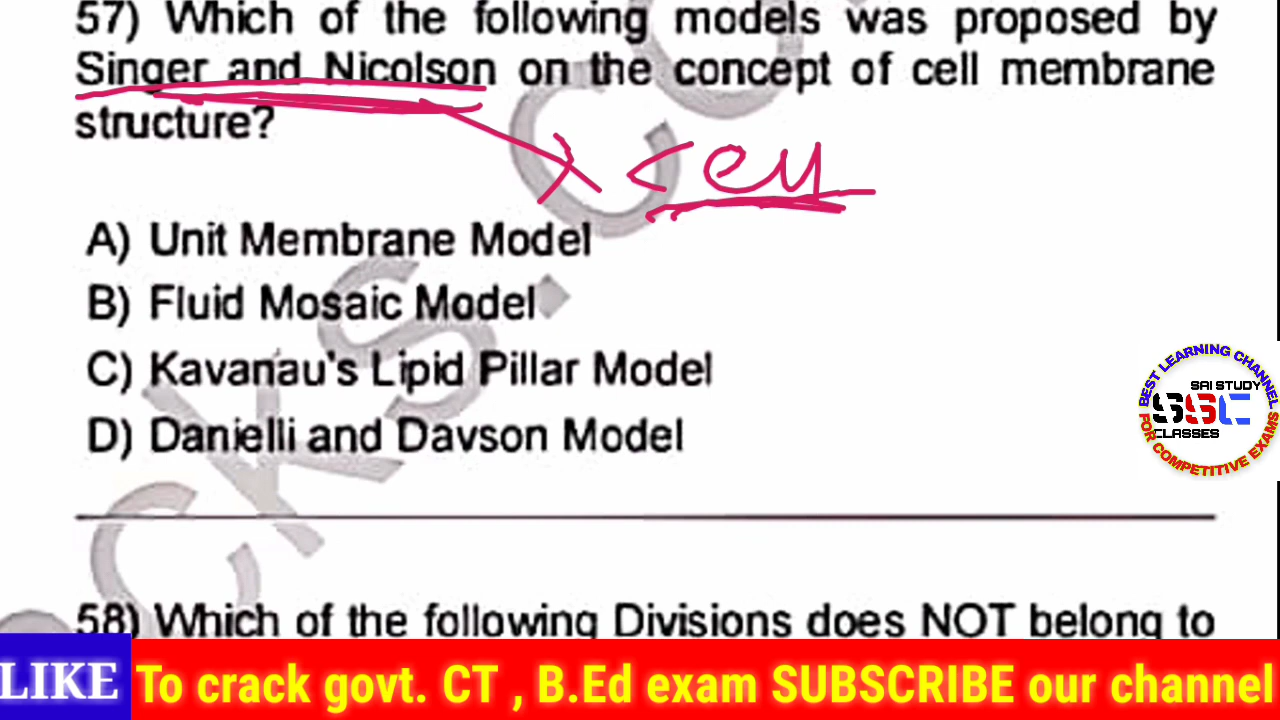 57) Which of the following models was proposed by
Singer and Nicolson on the concept of cell membrane
structure?
A) Unit Membrane Model
B) Fluid Mosaic Model
C) Kavanau's Lipid Pillar Model
D) Danielli and Davson Model
BEST LEARNING CHANNEL
SAI STUDY
SSC
CLASSES
FOR COMPETITIVE EXAMS
58) Which of the following Divisions does NOT belong to
LIKE
To crack govt. CT , B.Ed exam SUBSCRIBE our channel